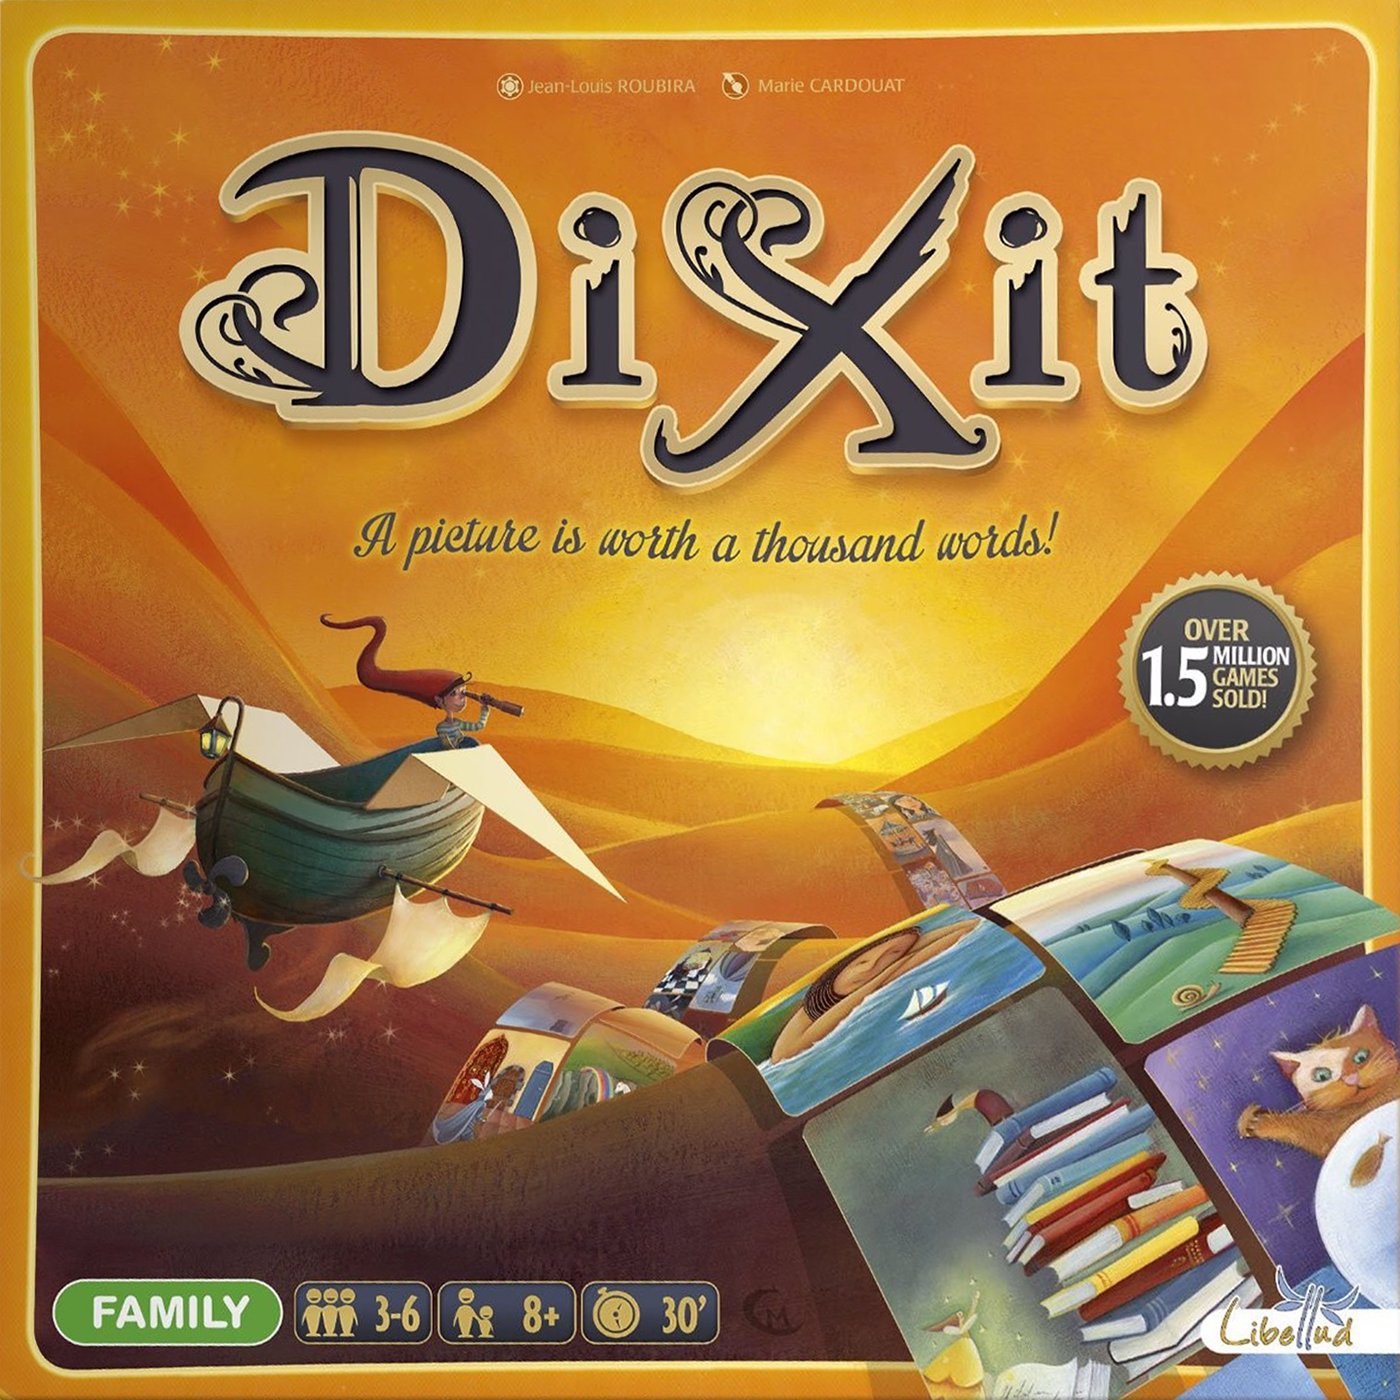 Jean-Louis ROUBIRA Marie CARDOUAT
DiXit
A picture is worth a thousand words!
OVER
1.5 MILLION
GAMES
SOLD!
FAMILY 3-6 8+ 30'
Libellud